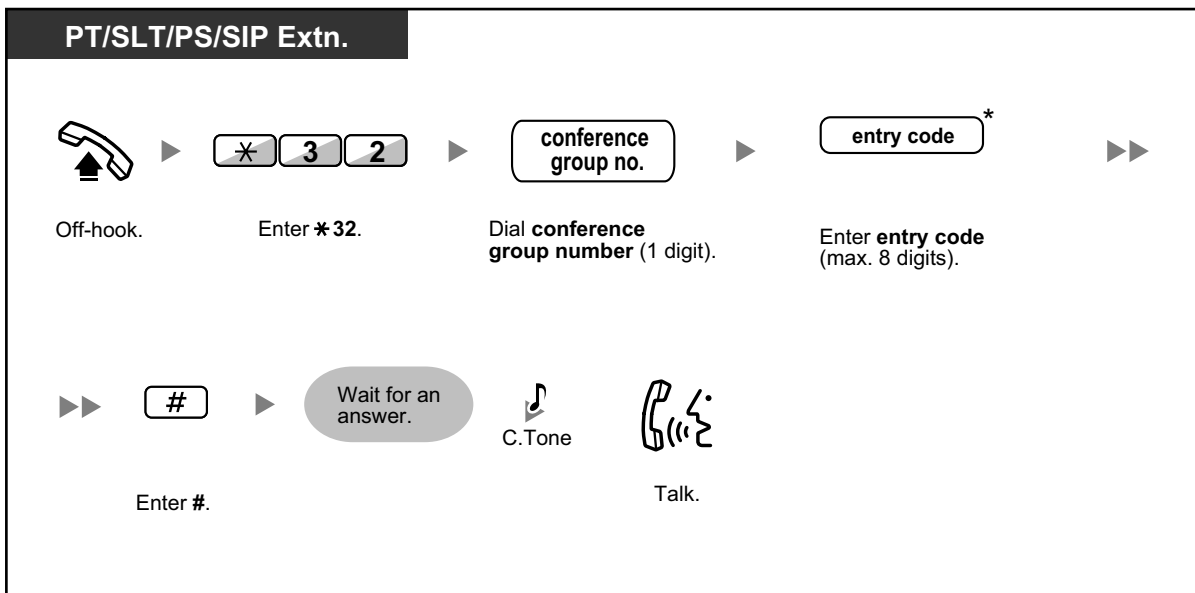 PT/SLT/PS/SIP Extn.
* 3 2
conference
group no.
entry code*
Off-hook.
Enter *32.
Dial conference
group number (1 digit).
Enter entry code
(max. 8 digits).
#
Wait for an
answer.
C.Tone
Enter #.
Talk.